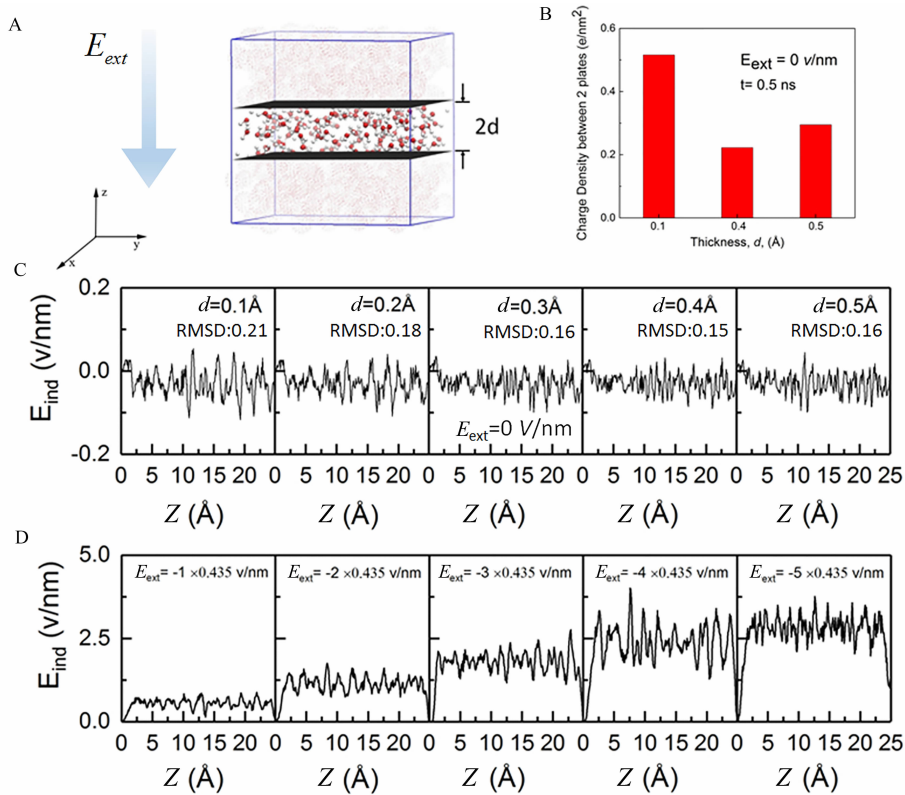 A
E_ext
z
y
x
2d
B
Charge Density between 2 plates (e/nm²)
0.6
0.4
0.2
0.0
E_ext = 0 v/nm
t= 0.5 ns
0.1 0.4 0.5
Thickness, d, (Å)
C
E_ind (v/nm)
0.2
0.0
-0.2
d=0.1Å
RMSD:0.21
d=0.2Å
RMSD:0.18
d=0.3Å
RMSD:0.16
E_ext=0 V/nm
d=0.4Å
RMSD:0.15
d=0.5Å
RMSD:0.16
0 5 10 15 20 0 5 10 15 20 0 5 10 15 20 0 5 10 15 20 0 5 10 15 20 25
Z (Å) Z (Å) Z (Å) Z (Å) Z (Å)
D
E_ind (v/nm)
5.0
2.5
0.0
E_ext= -1 ×0.435 v/nm
E_ext= -2 ×0.435 v/nm
E_ext= -3 ×0.435 v/nm
E_ext= -4 ×0.435 v/nm
E_ext= -5 ×0.435 v/nm
0 5 10 15 20 0 5 10 15 20 0 5 10 15 20 0 5 10 15 20 0 5 10 15 20 25
Z (Å) Z (Å) Z (Å) Z (Å) Z (Å)